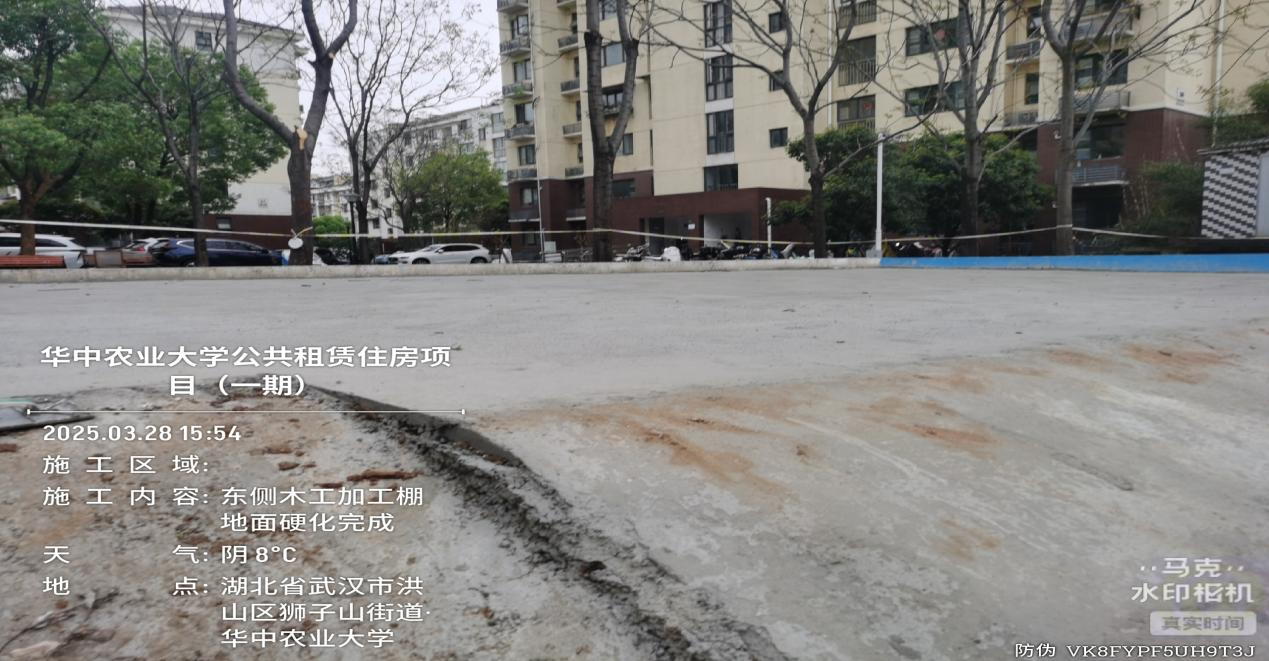 华中农业大学公共租赁住房项
目（一期）
2025.03.28 15:54
施工区域:
施工内容: 东侧木工加工棚
地面硬化完成
天气: 阴 8°C
地点: 湖北省武汉市洪
山区狮子山街道·
华中农业大学
马克
水印相机
真实时间
防伪 VK8FYPF5UH9T3J